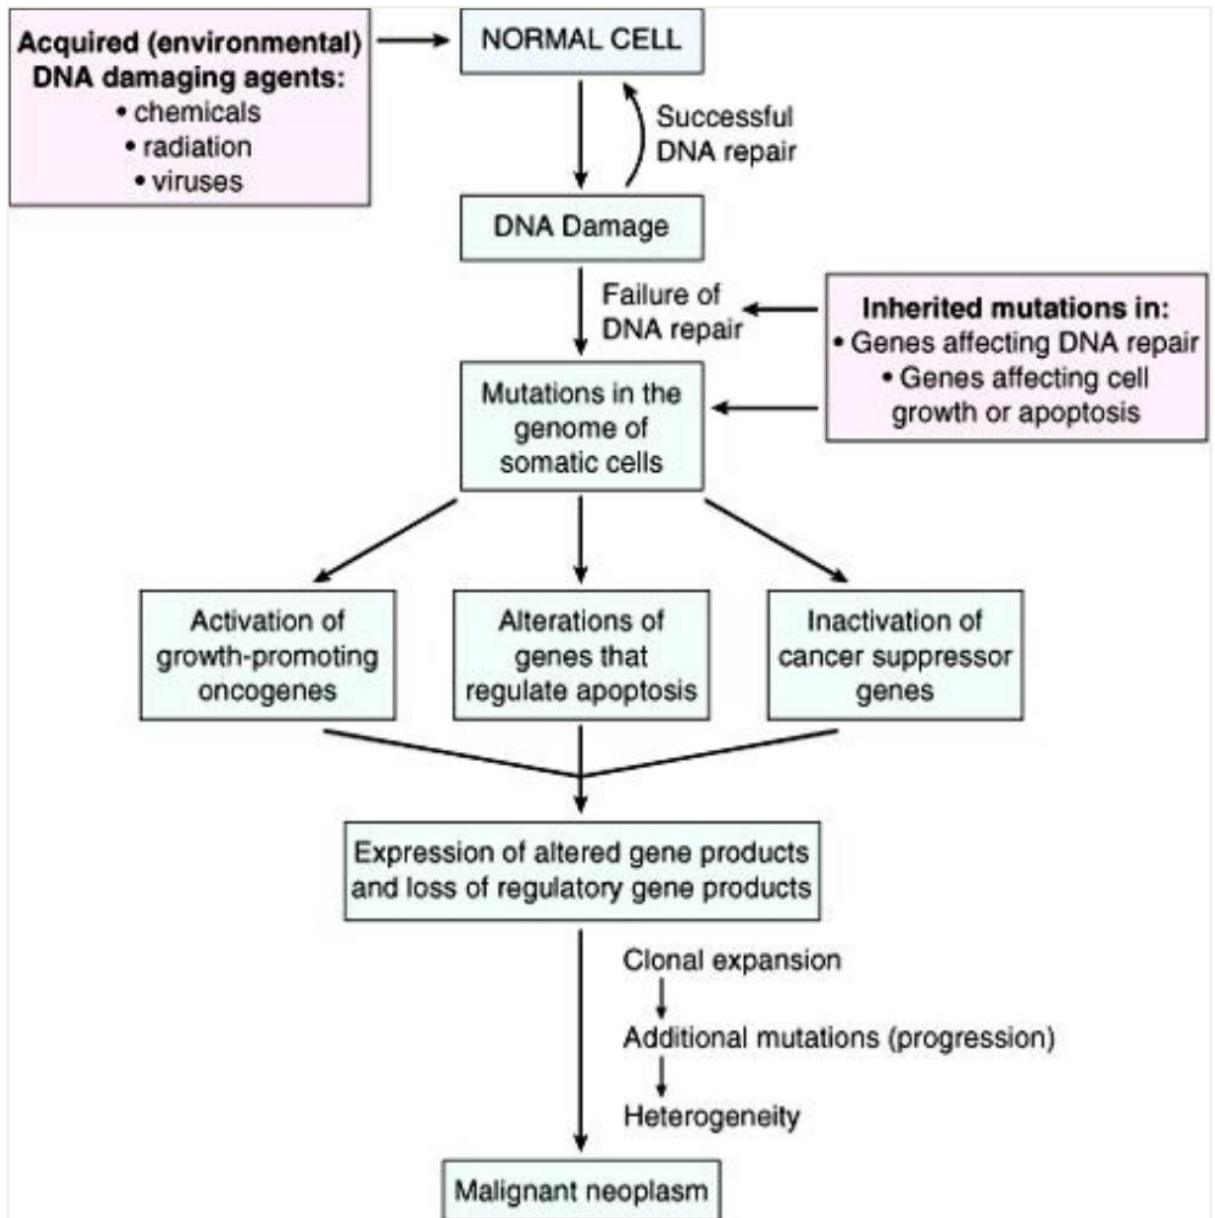 Acquired (environmental)
DNA damaging agents:
• chemicals
• radiation
• viruses
NORMAL CELL
Successful
DNA repair
DNA Damage
Failure of
DNA repair
Inherited mutations in:
• Genes affecting DNA repair
• Genes affecting cell
growth or apoptosis
Mutations in the
genome of
somatic cells
Activation of
growth-promoting
oncogenes
Alterations of
genes that
regulate apoptosis
Inactivation of
cancer suppressor
genes
Expression of altered gene products
and loss of regulatory gene products
Clonal expansion
Additional mutations (progression)
Heterogeneity
Malignant neoplasm